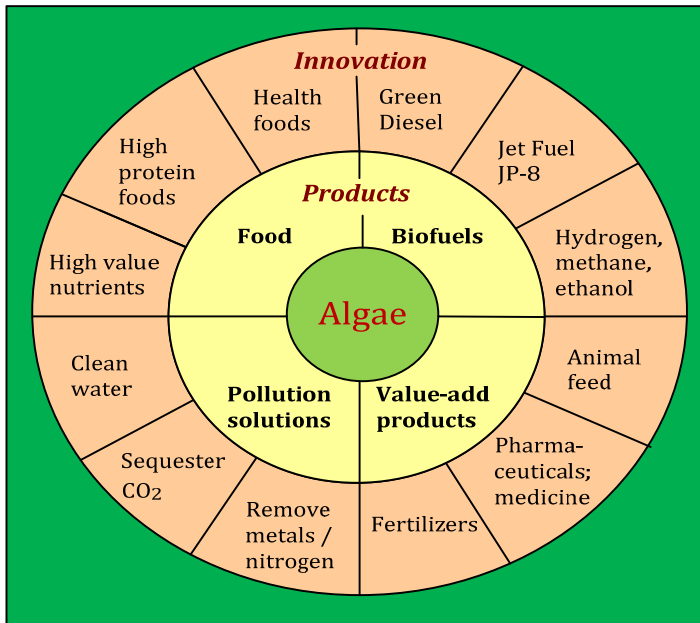 Innovation
Health
foods
Green
Diesel
High
protein
foods
Jet Fuel
JP-8
Products
Food
Biofuels
High value
nutrients
Hydrogen,
methane,
ethanol
Algae
Clean
water
Animal
feed
Pollution
solutions
Value-add
products
Sequester
CO₂
Pharma-
ceuticals;
medicine
Remove
metals /
nitrogen
Fertilizers